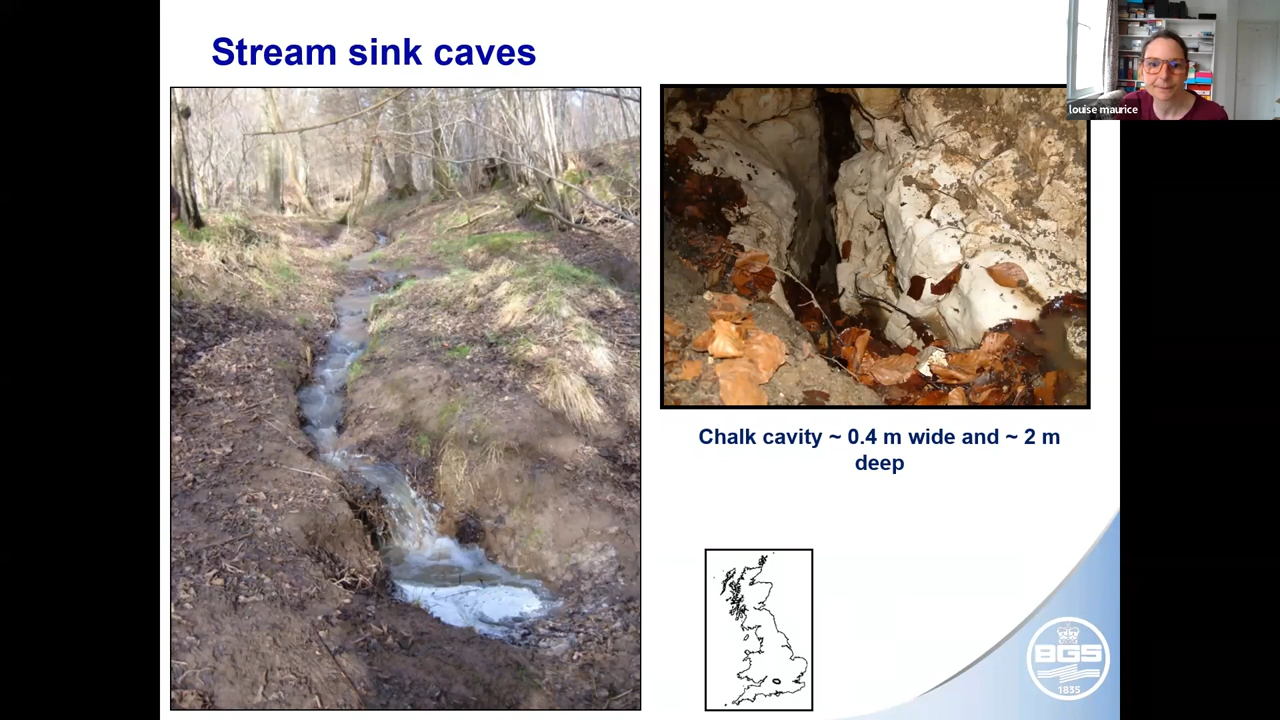 Stream sink caves
louise maurice
Chalk cavity ~ 0.4 m wide and ~ 2 m
deep
BGS
1835